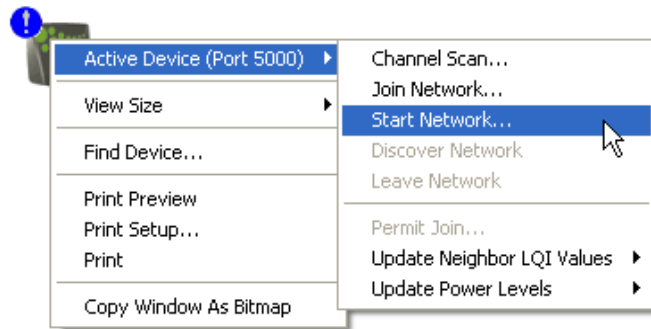 Active Device (Port 5000)
View Size
Find Device...
Print Preview
Print Setup...
Print
Copy Window As Bitmap
Channel Scan...
Join Network...
Start Network...
Discover Network
Leave Network
Permit Join...
Update Neighbor LQI Values
Update Power Levels